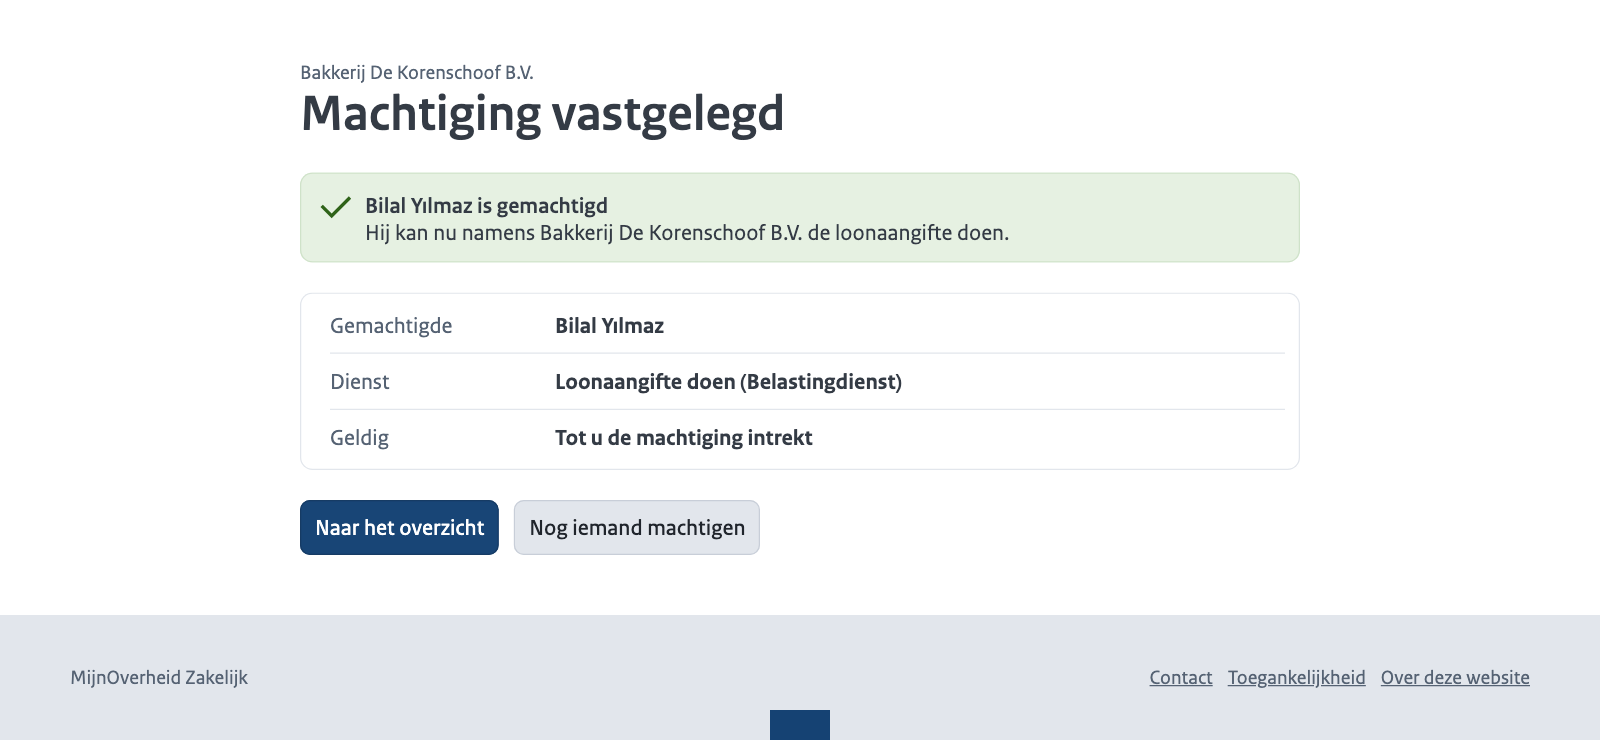 Bakkerij De Korenschoof B.V.
Machtiging vastgelegd
Bilal Yılmaz is gemachtigd
Hij kan nu namens Bakkerij De Korenschoof B.V. de loonaangifte doen.
Gemachtigde Bilal Yılmaz
Dienst Loonaangifte doen (Belastingdienst)
Geldig Tot u de machtiging intrekt
Naar het overzicht Nog iemand machtigen
MijnOverheid Zakelijk Contact Toegankelijkheid Over deze website